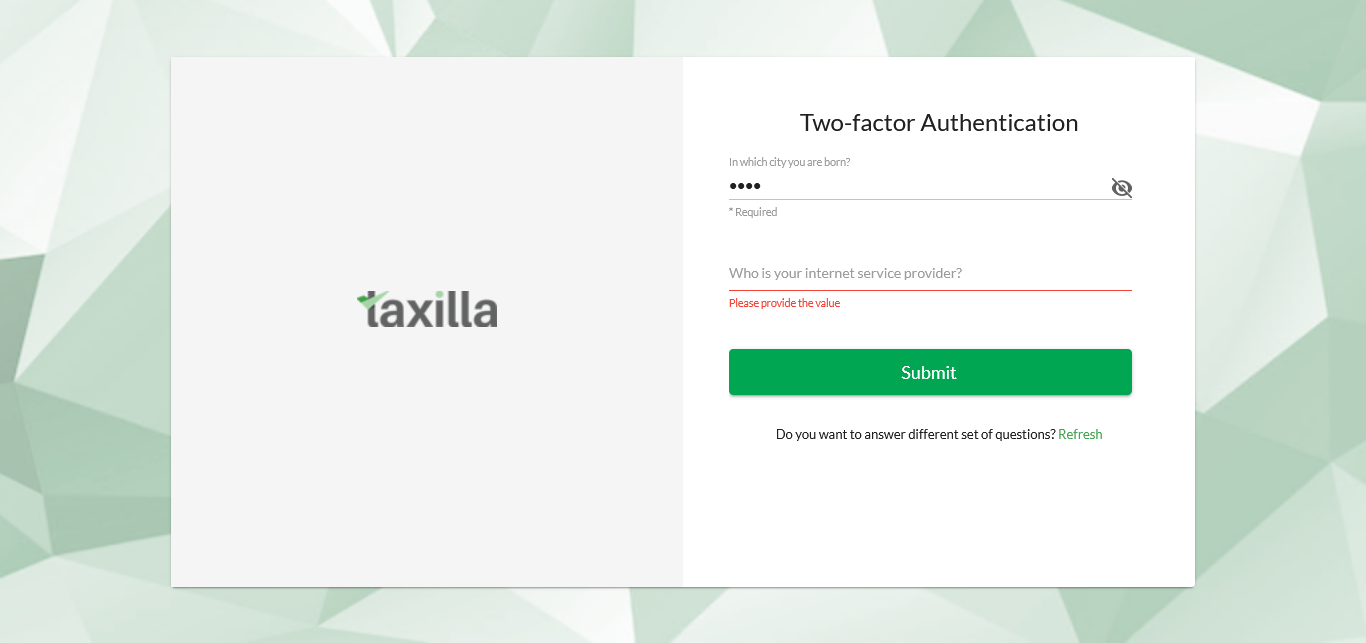 taxilla
Two-factor Authentication
In which city you are born?
••••
* Required
Who is your internet service provider?
Please provide the value
Submit
Do you want to answer different set of questions? Refresh